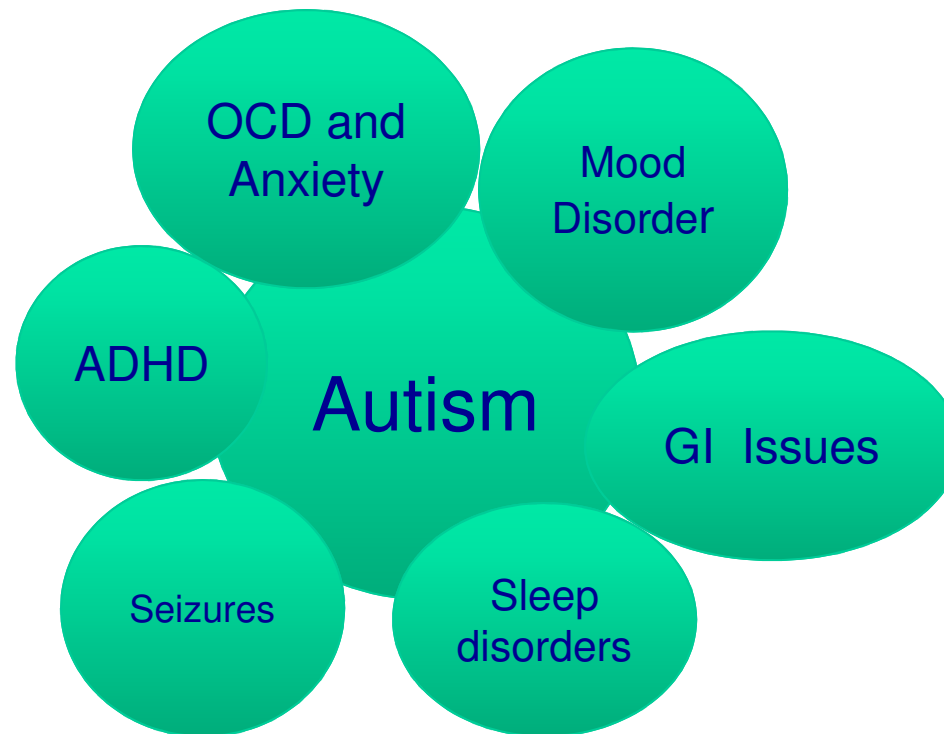 OCD and
Anxiety
Mood
Disorder
ADHD
Autism
GI  Issues
Seizures
Sleep
disorders